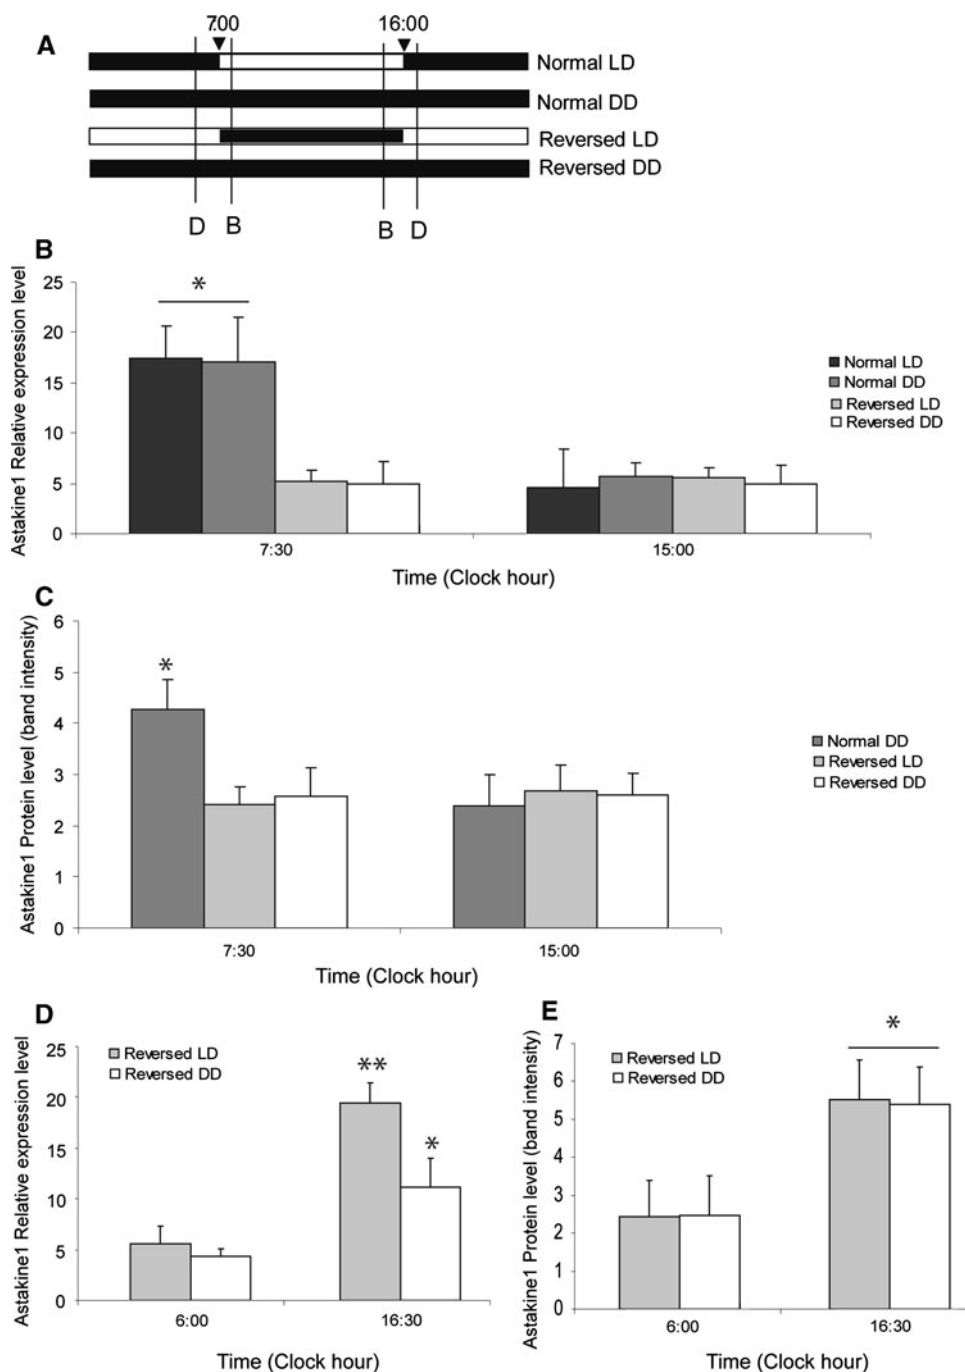 A
7:00 16:00
Normal LD
Normal DD
Reversed LD
Reversed DD
D B B D
B
Astakine1 Relative expression level
25
20
15
10
5
0
*
Normal LD
Normal DD
Reversed LD
Reversed DD
7:30 15:00
Time (Clock hour)
C
Astakine1 Protein level (band intensity)
6
5
4
3
2
1
0
*
Normal DD
Reversed LD
Reversed DD
7:30 15:00
Time (Clock hour)
D
Astakine1 Relative expression level
25
20
15
10
5
0
Reversed LD
Reversed DD
**
*
6:00 16:30
Time (Clock hour)
E
Astakine1 Protein level (band intensity)
7
6
5
4
3
2
1
0
Reversed LD
Reversed DD
*
6:00 16:30
Time (Clock hour)